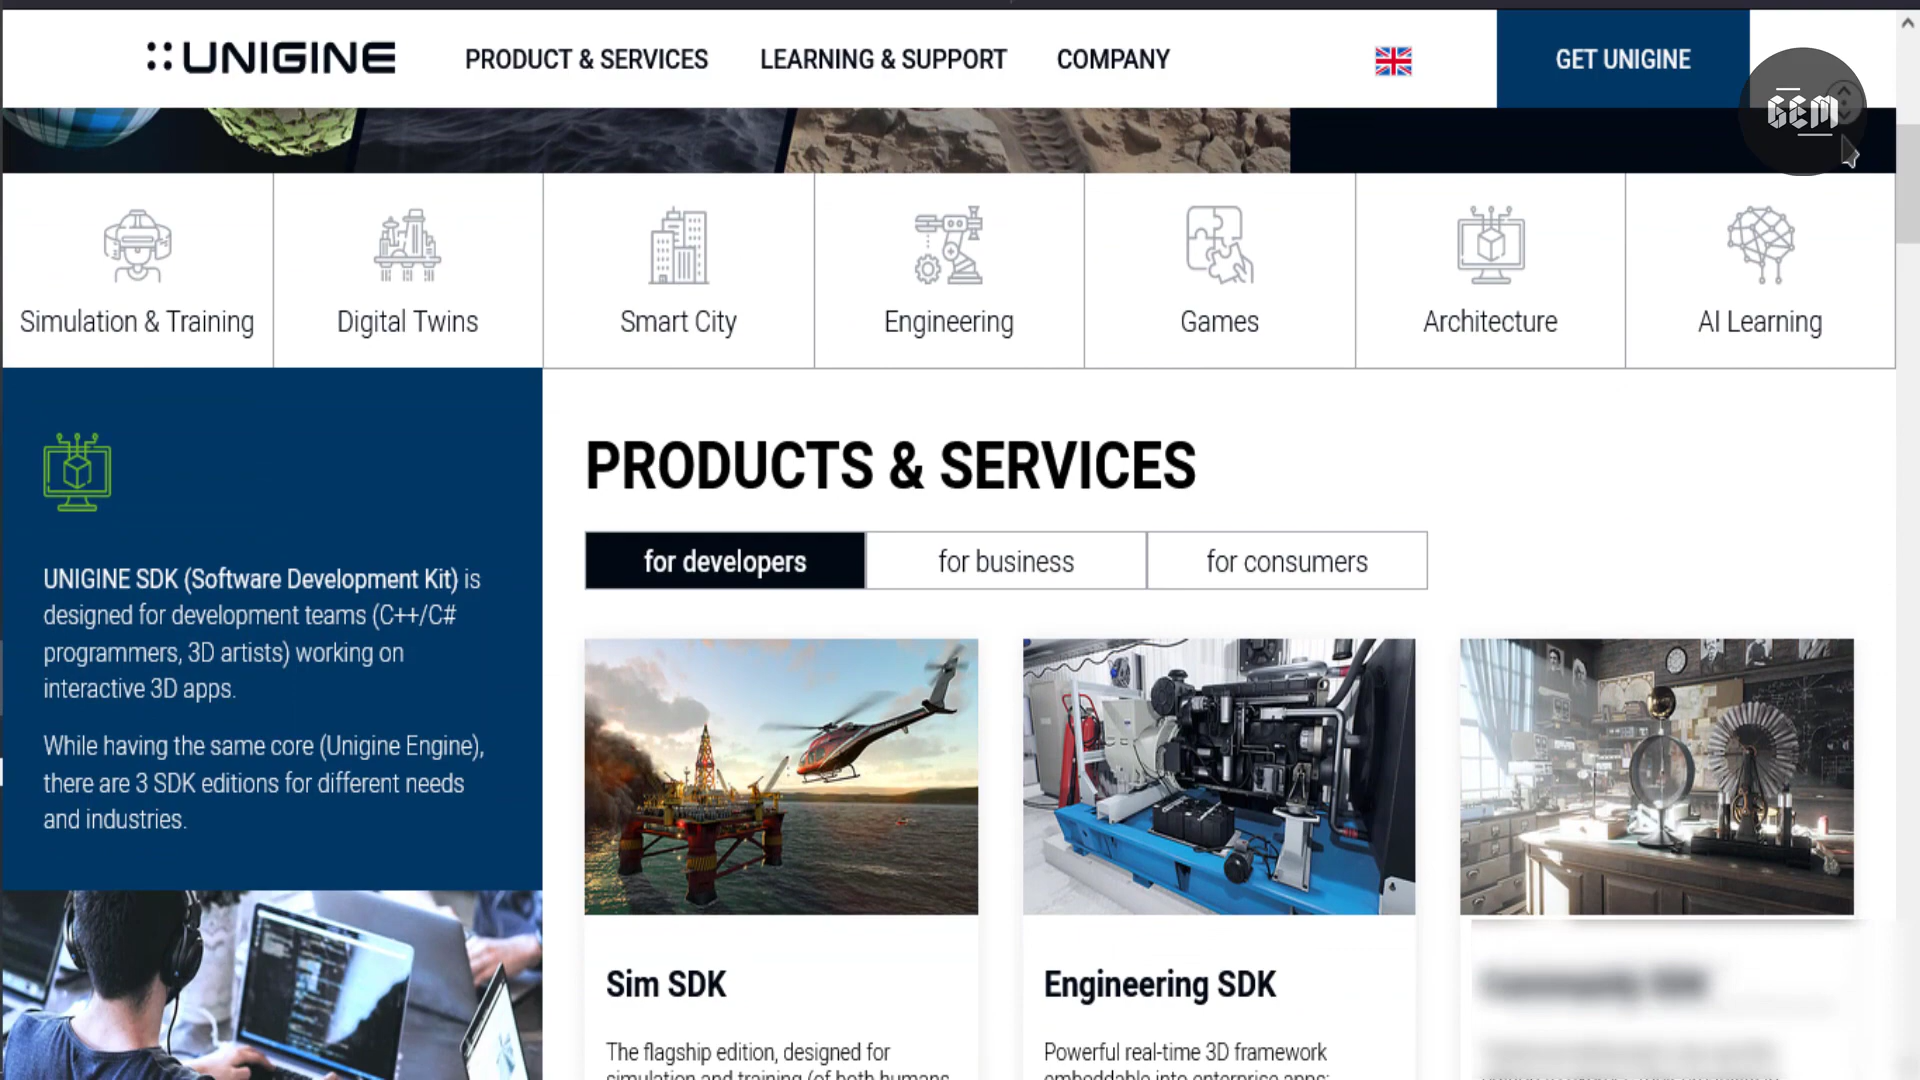 UNIGINE
PRODUCT & SERVICES
LEARNING & SUPPORT
COMPANY
GET UNIGINE
GEM
Simulation & Training
Digital Twins
Smart City
Engineering
Games
Architecture
AI Learning
UNIGINE SDK (Software Development Kit) is
designed for development teams (C++/C#
programmers, 3D artists) working on
interactive 3D apps.
While having the same core (Unigine Engine),
there are 3 SDK editions for different needs
and industries.
PRODUCTS & SERVICES
for developers
for business
for consumers
Sim SDK
The flagship edition, designed for
simulation and training (of both humans
Engineering SDK
Powerful real-time 3D framework
embeddable into enterprise apps: